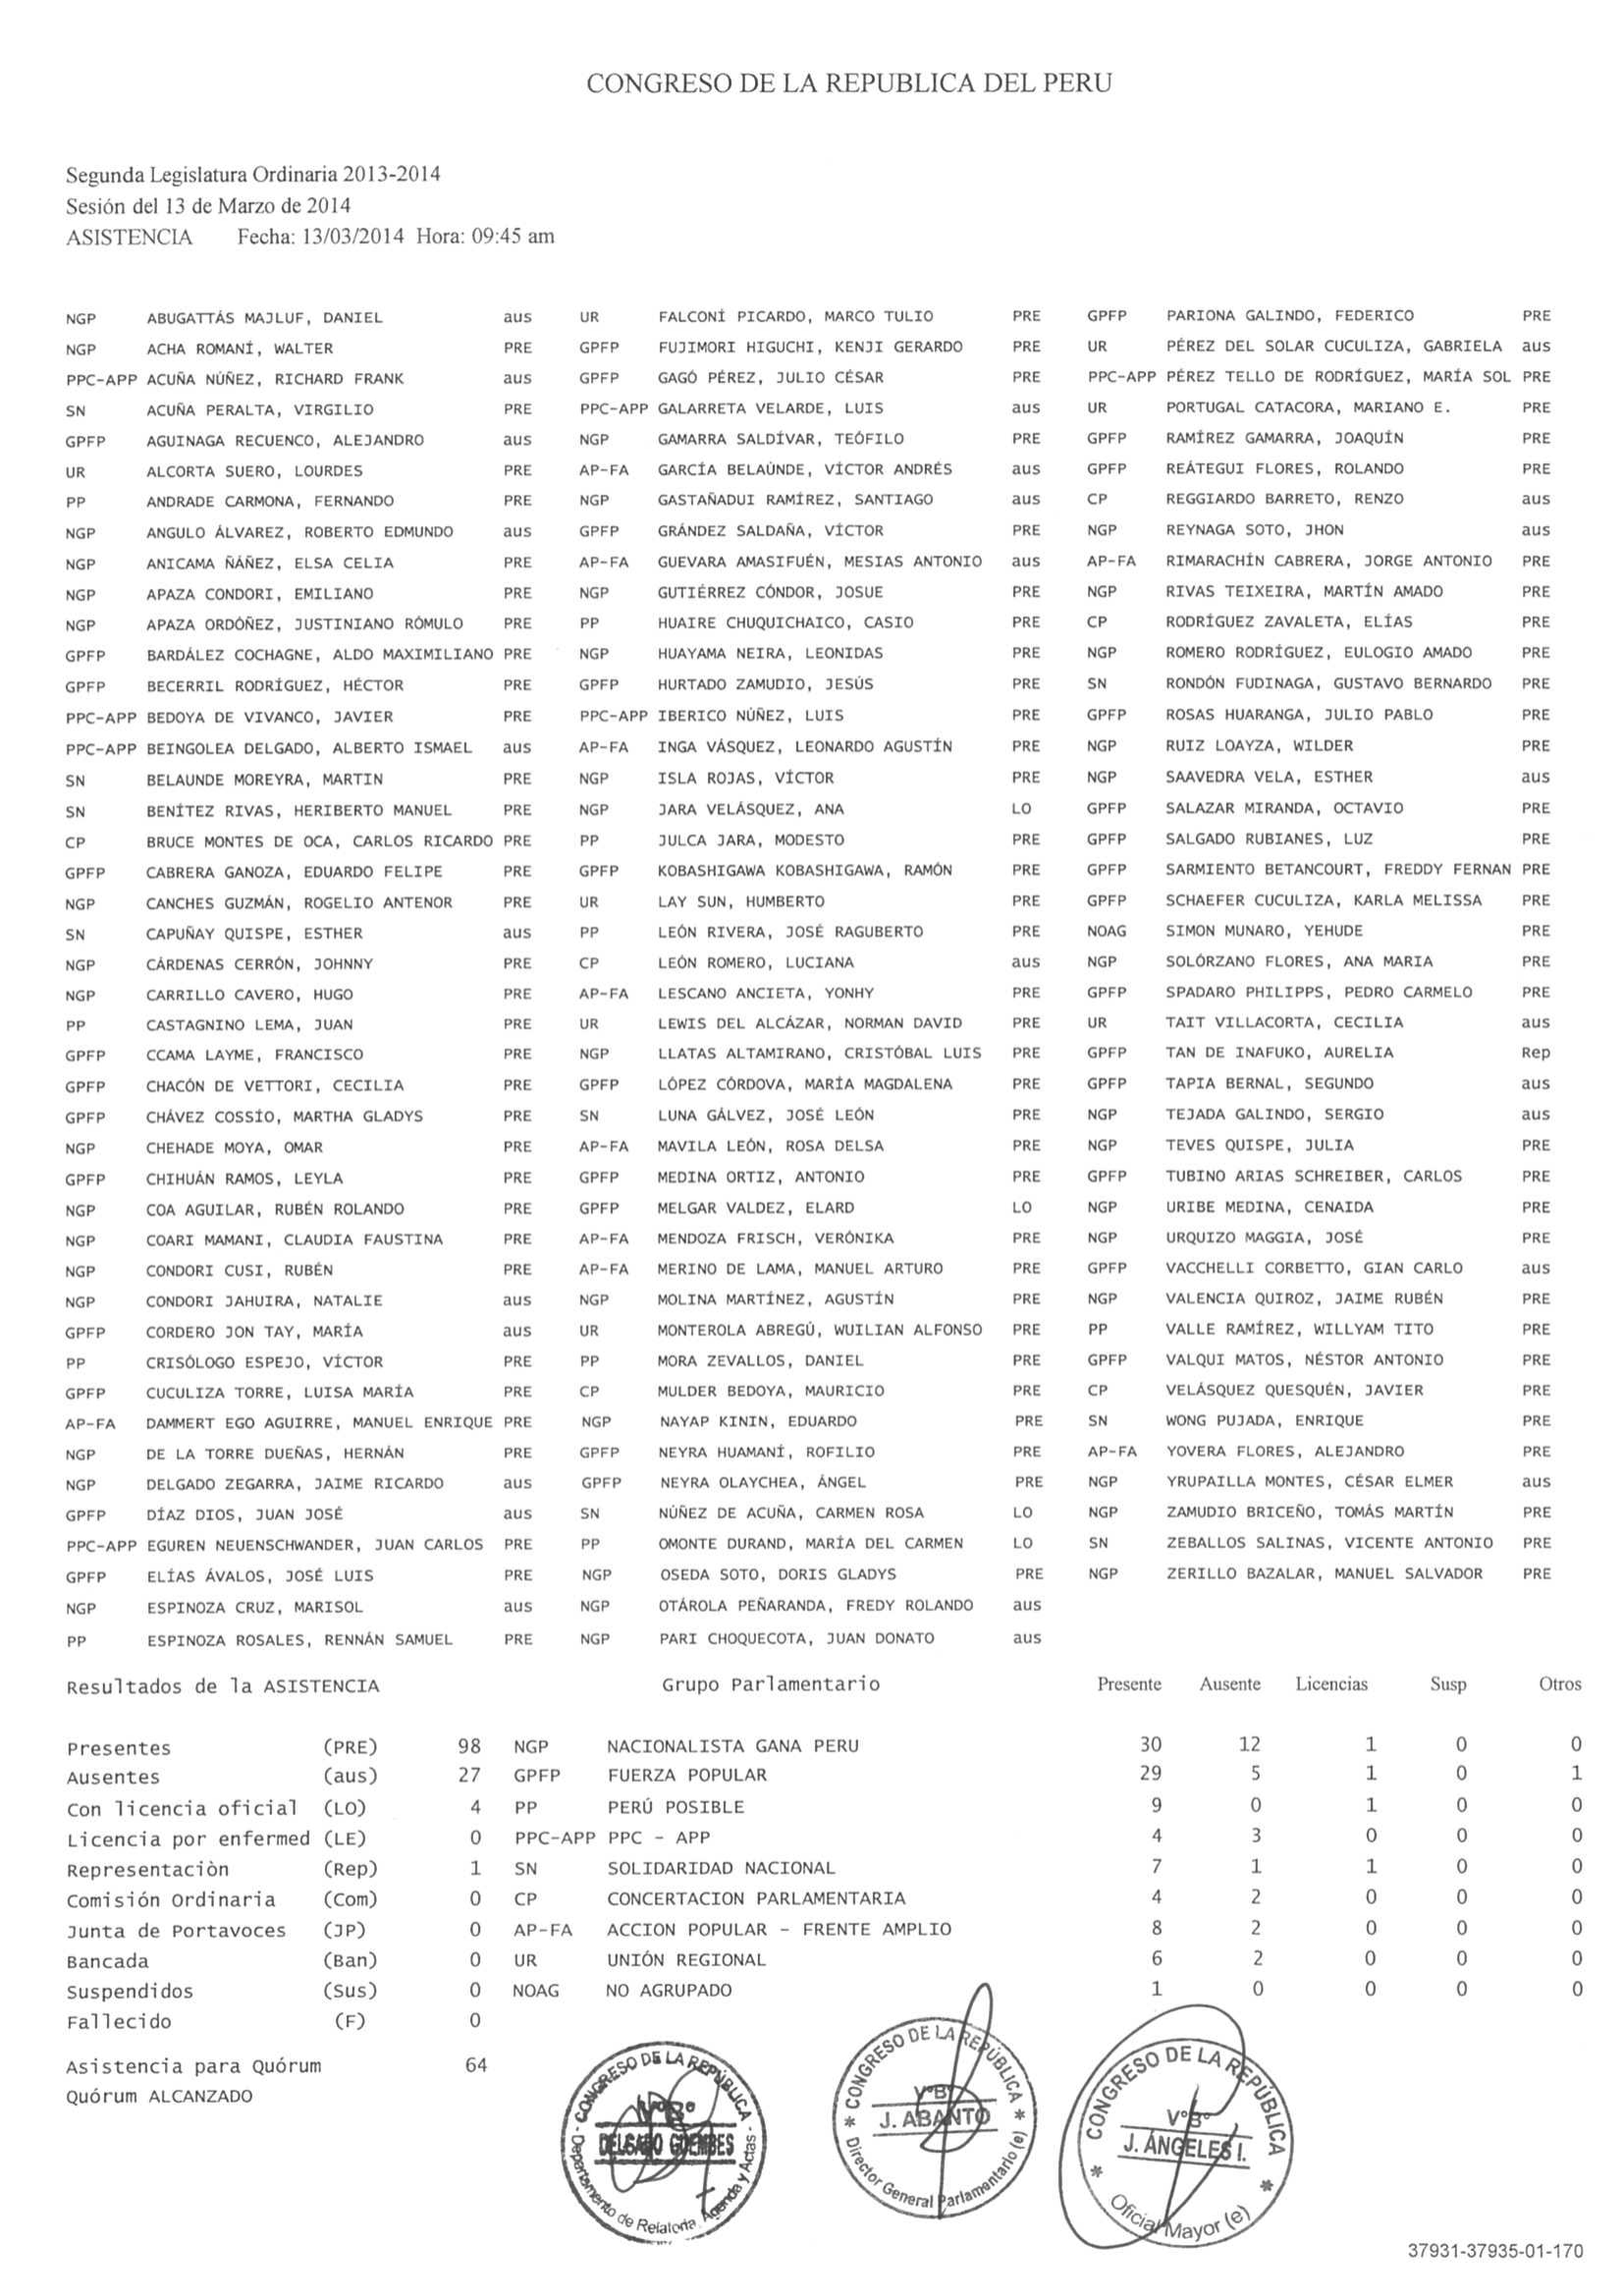 CONGRESO DE LA REPUBLICA DEL PERU
Segunda Legislatura Ordinaria 2013-2014
Sesión del 13 de Marzo de 2014
ASISTENCIA Fecha: 13/03/2014 Hora: 09:45 am
NGP ABUGATTÁS MAJLUF, DANIEL aus UR FALCONÍ PICARDO, MARCO TULIO PRE GPFP PARIONA GALINDO, FEDERICO PRE
NGP ACHA ROMANÍ, WALTER PRE GPFP FUJIMORI HIGUCHI, KENJI GERARDO PRE UR PÉREZ DEL SOLAR CUCULIZA, GABRIELA aus
PPC-APP ACUÑA NÚÑEZ, RICHARD FRANK aus GPFP GAGÓ PÉREZ, JULIO CÉSAR PRE PPC-APP PÉREZ TELLO DE RODRÍGUEZ, MARÍA SOL PRE
SN ACUÑA PERALTA, VIRGILIO PRE PPC-APP GALARRETA VELARDE, LUIS aus UR PORTUGAL CATACORA, MARIANO E. PRE
GPFP AGUINAGA RECUENCO, ALEJANDRO aus NGP GAMARRA SALDÍVAR, TEÓFILO PRE GPFP RAMÍREZ GAMARRA, JOAQUÍN PRE
UR ALCORTA SUERO, LOURDES PRE AP-FA GARCÍA BELAÚNDE, VÍCTOR ANDRÉS aus GPFP REÁTEGUI FLORES, ROLANDO PRE
PP ANDRADE CARMONA, FERNANDO PRE NGP GASTAÑADUI RAMÍREZ, SANTIAGO aus CP REGGIARDO BARRETO, RENZO aus
NGP ANGULO ÁLVAREZ, ROBERTO EDMUNDO aus GPFP GRÁNDEZ SALDAÑA, VÍCTOR PRE NGP REYNAGA SOTO, JHON aus
NGP ANICAMA ÑÁÑEZ, ELSA CELIA PRE AP-FA GUEVARA AMASIFUÉN, MESIAS ANTONIO aus AP-FA RIMARACHÍN CABRERA, JORGE ANTONIO PRE
NGP APAZA CONDORI, EMILIANO PRE NGP GUTIÉRREZ CÓNDOR, JOSUE PRE NGP RIVAS TEIXEIRA, MARTÍN AMADO PRE
NGP APAZA ORDÓÑEZ, JUSTINIANO RÓMULO PRE PP HUAIRE CHUQUICHAICO, CASIO PRE CP RODRÍGUEZ ZAVALETA, ELÍAS PRE
GPFP BARDÁLEZ COCHAGNE, ALDO MAXIMILIANO PRE NGP HUAYAMA NEIRA, LEONIDAS PRE NGP ROMERO RODRÍGUEZ, EULOGIO AMADO PRE
GPFP BECERRIL RODRÍGUEZ, HÉCTOR PRE GPFP HURTADO ZAMUDIO, JESÚS PRE SN RONDÓN FUDINAGA, GUSTAVO BERNARDO PRE
PPC-APP BEDOYA DE VIVANCO, JAVIER PRE PPC-APP IBERICO NÚÑEZ, LUIS PRE GPFP ROSAS HUARANGA, JULIO PABLO PRE
PPC-APP BEINGOLEA DELGADO, ALBERTO ISMAEL aus AP-FA INGA VÁSQUEZ, LEONARDO AGUSTÍN PRE NGP RUIZ LOAYZA, WILDER PRE
SN BELAUNDE MOREYRA, MARTIN PRE NGP ISLA ROJAS, VÍCTOR PRE NGP SAAVEDRA VELA, ESTHER aus
SN BENÍTEZ RIVAS, HERIBERTO MANUEL PRE NGP JARA VELÁSQUEZ, ANA LO GPFP SALAZAR MIRANDA, OCTAVIO PRE
CP BRUCE MONTES DE OCA, CARLOS RICARDO PRE PP JULCA JARA, MODESTO PRE GPFP SALGADO RUBIANES, LUZ PRE
GPFP CABRERA GANOZA, EDUARDO FELIPE PRE GPFP KOBASHIGAWA KOBASHIGAWA, RAMÓN PRE GPFP SARMIENTO BETANCOURT, FREDDY FERNAN PRE
NGP CANCHES GUZMÁN, ROGELIO ANTENOR PRE UR LAY SUN, HUMBERTO PRE GPFP SCHAEFER CUCULIZA, KARLA MELISSA PRE
SN CAPUÑAY QUISPE, ESTHER aus PP LEÓN RIVERA, JOSÉ RAGUBERTO PRE NOAG SIMON MUNARO, YEHUDE PRE
NGP CÁRDENAS CERRÓN, JOHNNY PRE CP LEÓN ROMERO, LUCIANA aus NGP SOLÓRZANO FLORES, ANA MARIA PRE
NGP CARRILLO CAVERO, HUGO PRE AP-FA LESCANO ANCIETA, YONHY PRE GPFP SPADARO PHILIPPS, PEDRO CARMELO PRE
PP CASTAGNINO LEMA, JUAN PRE UR LEWIS DEL ALCÁZAR, NORMAN DAVID PRE UR TAIT VILLACORTA, CECILIA aus
GPFP CCAMA LAYME, FRANCISCO PRE NGP LLATAS ALTAMIRANO, CRISTÓBAL LUIS PRE GPFP TAN DE INAFUKO, AURELIA Rep
GPFP CHACÓN DE VETTORI, CECILIA PRE GPFP LÓPEZ CÓRDOVA, MARÍA MAGDALENA PRE GPFP TAPIA BERNAL, SEGUNDO aus
GPFP CHÁVEZ COSSÍO, MARTHA GLADYS PRE SN LUNA GÁLVEZ, JOSÉ LEÓN PRE NGP TEJADA GALINDO, SERGIO aus
NGP CHEHADE MOYA, OMAR PRE AP-FA MAVILA LEÓN, ROSA DELSA PRE NGP TEVES QUISPE, JULIA PRE
GPFP CHIHUÁN RAMOS, LEYLA PRE GPFP MEDINA ORTIZ, ANTONIO PRE GPFP TUBINO ARIAS SCHREIBER, CARLOS PRE
NGP COA AGUILAR, RUBÉN ROLANDO PRE GPFP MELGAR VALDEZ, ELARD LO NGP URIBE MEDINA, CENAIDA PRE
NGP COARI MAMANI, CLAUDIA FAUSTINA PRE AP-FA MENDOZA FRISCH, VERÓNIKA PRE NGP URQUIZO MAGGIA, JOSÉ PRE
NGP CONDORI CUSI, RUBÉN PRE AP-FA MERINO DE LAMA, MANUEL ARTURO PRE GPFP VACCHELLI CORBETTO, GIAN CARLO aus
NGP CONDORI JAHUIRA, NATALIE aus NGP MOLINA MARTÍNEZ, AGUSTÍN PRE NGP VALENCIA QUIROZ, JAIME RUBÉN PRE
GPFP CORDERO JON TAY, MARÍA aus UR MONTEROLA ABREGÚ, WUILIAN ALFONSO PRE PP VALLE RAMÍREZ, WILLYAM TITO PRE
PP CRISÓLOGO ESPEJO, VÍCTOR PRE PP MORA ZEVALLOS, DANIEL PRE GPFP VALQUI MATOS, NÉSTOR ANTONIO PRE
GPFP CUCULIZA TORRE, LUISA MARÍA PRE CP MULDER BEDOYA, MAURICIO PRE CP VELÁSQUEZ QUESQUÉN, JAVIER PRE
AP-FA DAMMERT EGO AGUIRRE, MANUEL ENRIQUE PRE NGP NAYAP KININ, EDUARDO PRE SN WONG PUJADA, ENRIQUE PRE
NGP DE LA TORRE DUEÑAS, HERNÁN PRE GPFP NEYRA HUAMANÍ, ROFILIO PRE AP-FA YOVERA FLORES, ALEJANDRO PRE
NGP DELGADO ZEGARRA, JAIME RICARDO aus GPFP NEYRA OLAYCHEA, ÁNGEL PRE NGP YRUPAILLA MONTES, CÉSAR ELMER aus
GPFP DÍAZ DIOS, JUAN JOSÉ aus SN NÚÑEZ DE ACUÑA, CARMEN ROSA LO NGP ZAMUDIO BRICEÑO, TOMÁS MARTÍN PRE
PPC-APP EGUREN NEUENSCHWANDER, JUAN CARLOS PRE PP OMONTE DURAND, MARÍA DEL CARMEN LO SN ZEBALLOS SALINAS, VICENTE ANTONIO PRE
GPFP ELÍAS ÁVALOS, JOSÉ LUIS PRE NGP OSEDA SOTO, DORIS GLADYS PRE NGP ZERILLO BAZALAR, MANUEL SALVADOR PRE
NGP ESPINOZA CRUZ, MARISOL aus NGP OTÁROLA PEÑARANDA, FREDY ROLANDO aus
PP ESPINOZA ROSALES, RENNÁN SAMUEL PRE NGP PARI CHOQUECOTA, JUAN DONATO aus
Resultados de la ASISTENCIA Grupo Parlamentario Presente Ausente Licencias Susp Otros
Presentes (PRE) 98 NGP NACIONALISTA GANA PERU 30 12 1 0 0
Ausentes (aus) 27 GPFP FUERZA POPULAR 29 5 1 0 1
Con licencia oficial (LO) 4 PP PERÚ POSIBLE 9 0 1 0 0
Licencia por enfermed (LE) 0 PPC-APP PPC - APP 4 3 0 0 0
Representaciòn (Rep) 1 SN SOLIDARIDAD NACIONAL 7 1 1 0 0
Comisión Ordinaria (Com) 0 CP CONCERTACION PARLAMENTARIA 4 2 0 0 0
Junta de Portavoces (JP) 0 AP-FA ACCION POPULAR - FRENTE AMPLIO 8 2 0 0 0
Bancada (Ban) 0 UR UNIÓN REGIONAL 6 2 0 0 0
Suspendidos (Sus) 0 NOAG NO AGRUPADO 1 0 0 0 0
Fallecido (F) 0
Asistencia para Quórum 64
Quórum ALCANZADO
CONGRESO DE LA REPÚBLICA
V°B°
DELGADO GUEMBES
Departamento de Relatoria, Agenda y Actas
CONGRESO DE LA REPÚBLICA
V°B°
J. ABANTO
Director General Parlamentario (e)
CONGRESO DE LA REPÚBLICA
V°B°
J. ÁNGELES I.
Oficial Mayor (e)
37931-37935-01-170